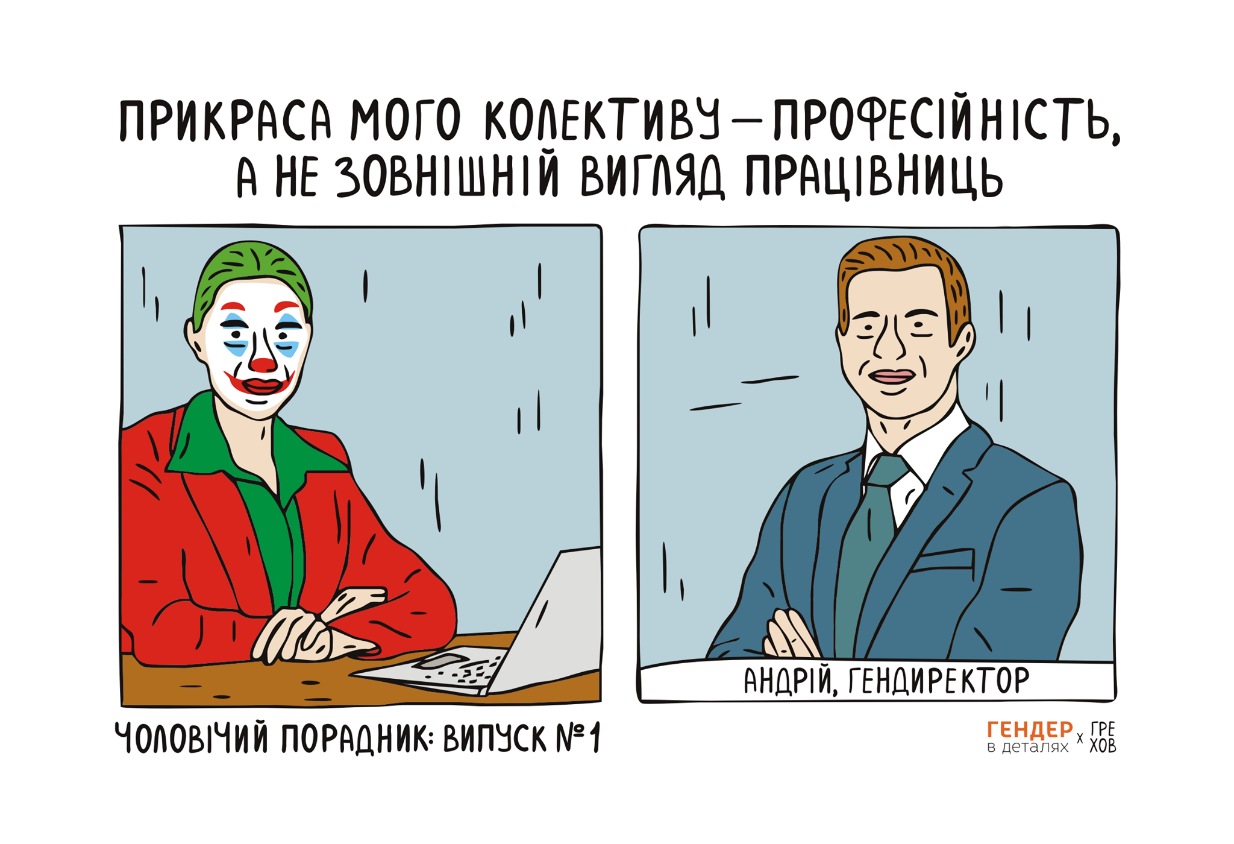 ПРИКРАСА МОГО КОЛЕКТИВУ – ПРОФЕСІЙНІСТЬ,
А НЕ ЗОВНІШНІЙ ВИГЛЯД ПРАЦІВНИЦЬ
АНДРІЙ, ГЕНДИРЕКТОР
ЧОЛОВІЧИЙ ПОРАДНИК: ВИПУСК №1
ГЕНДЕР
в деталях
x
ГРЕ
ХОВ